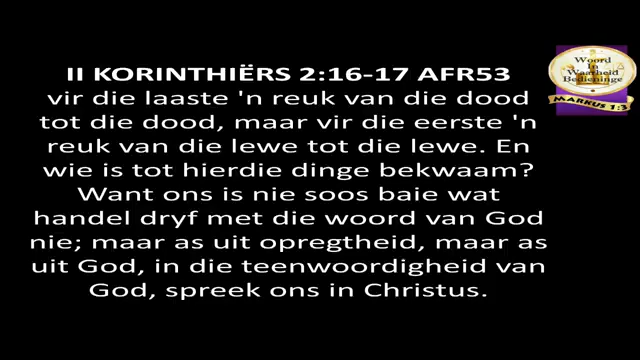 II KORINTHIËRS 2:16-17 AFR53
vir die laaste 'n reuk van die dood
tot die dood, maar vir die eerste 'n
reuk van die lewe tot die lewe. En
wie is tot hierdie dinge bekwaam?
Want ons is nie soos baie wat
handel dryf met die woord van God
nie; maar as uit opregtheid, maar as
uit God, in die teenwoordigheid van
God, spreek ons in Christus.
Woord
In
Waarheid
Bedieninge
MARKUS 1:3